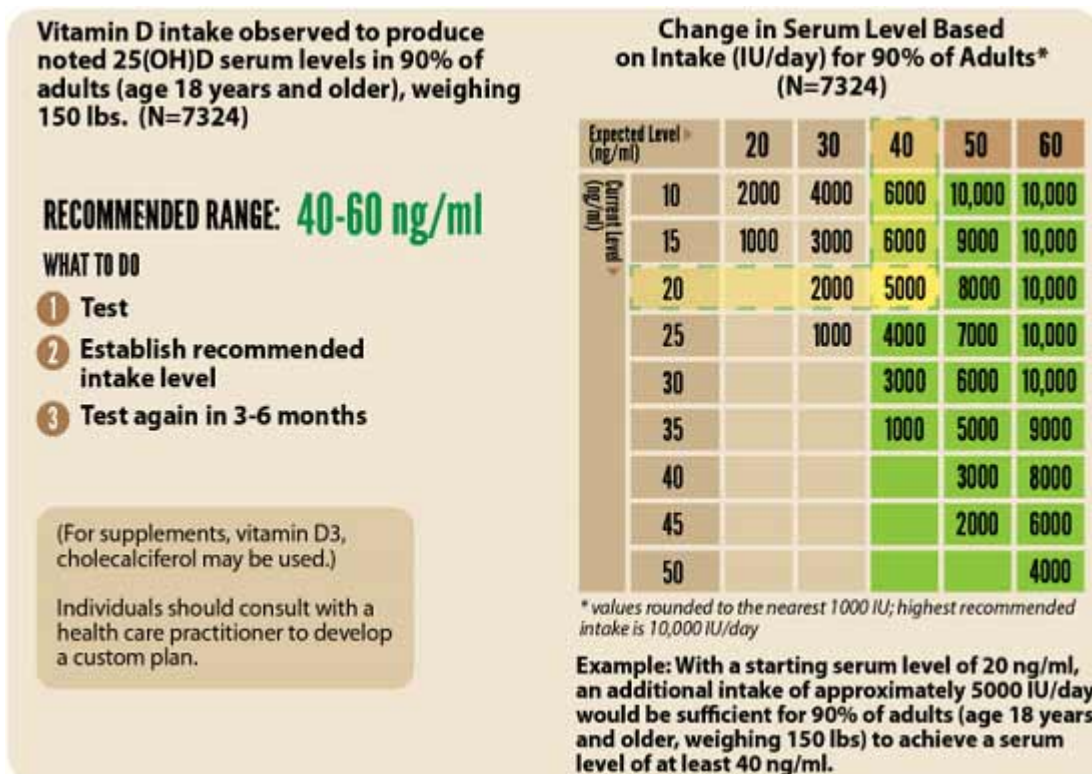 Vitamin D intake observed to produce
noted 25(OH)D serum levels in 90% of
adults (age 18 years and older), weighing
150 lbs. (N=7324)
RECOMMENDED RANGE: 40-60 ng/ml
WHAT TO DO
1 Test
2 Establish recommended
intake level
3 Test again in 3-6 months
(For supplements, vitamin D3,
cholecalciferol may be used.)
Individuals should consult with a
health care practitioner to develop
a custom plan.
Change in Serum Level Based
on Intake (IU/day) for 90% of Adults*
(N=7324)
Expected Level ▸
(ng/ml)
20 30 40 50 60
Current Level ▸
(ng/ml)
10 2000 4000 6000 10,000 10,000
15 1000 3000 6000 9000 10,000
20 2000 5000 8000 10,000
25 1000 4000 7000 10,000
30 3000 6000 10,000
35 1000 5000 9000
40 3000 8000
45 2000 6000
50 4000
* values rounded to the nearest 1000 IU; highest recommended
intake is 10,000 IU/day
Example: With a starting serum level of 20 ng/ml,
an additional intake of approximately 5000 IU/day
would be sufficient for 90% of adults (age 18 years
and older, weighing 150 lbs) to achieve a serum
level of at least 40 ng/ml.